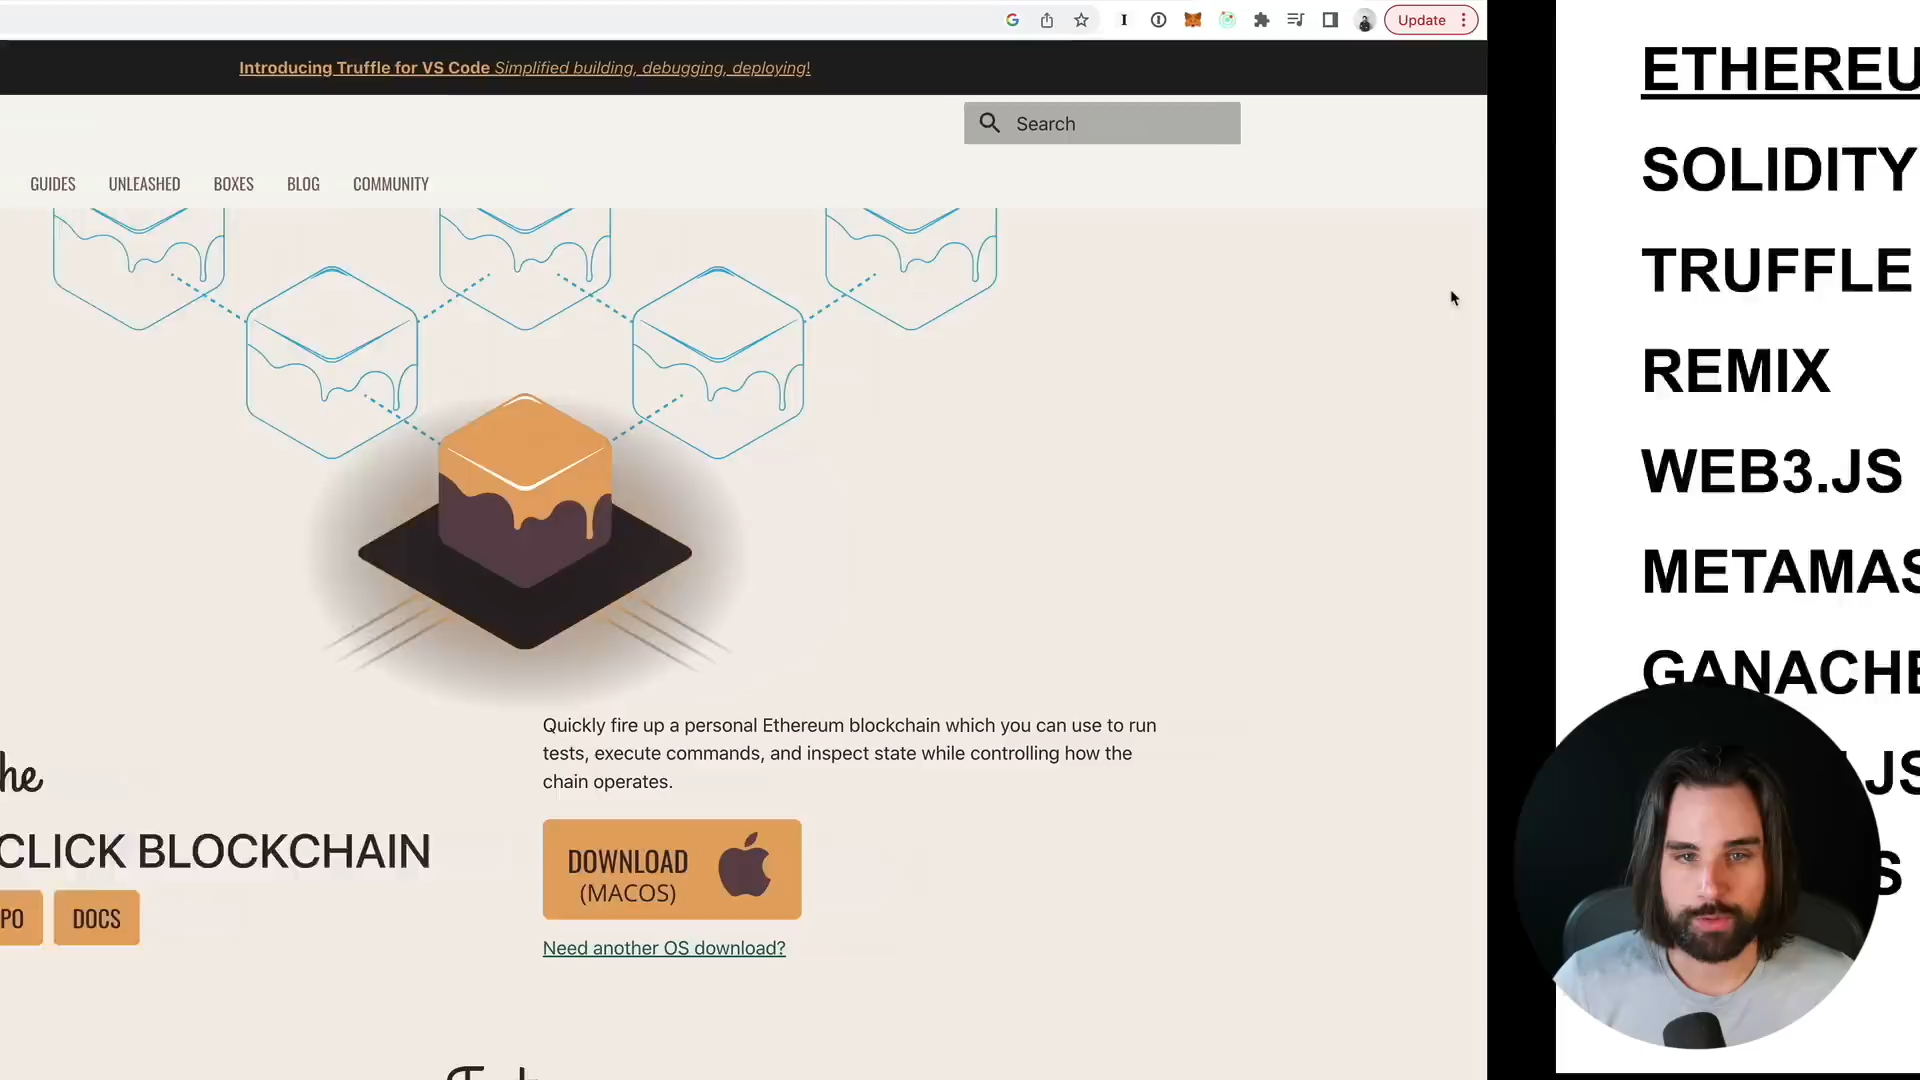 Update
Introducing Truffle for VS Code Simplified building, debugging, deploying!
Search
GUIDES UNLEASHED BOXES BLOG COMMUNITY
Quickly fire up a personal Ethereum blockchain which you can use to run
tests, execute commands, and inspect state while controlling how the
chain operates.
he
CLICK BLOCKCHAIN
PO DOCS
DOWNLOAD
(MACOS)
Need another OS download?
ETHEREU
SOLIDITY
TRUFFLE
REMIX
WEB3.JS
METAMAS
GANACHE
.JS
S